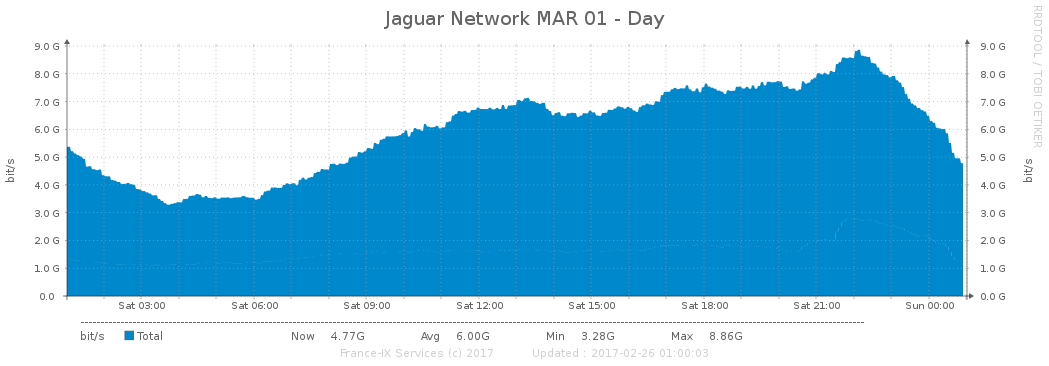 Jaguar Network MAR 01 - Day
RRDTOOL / TOBI OETIKER
9.0 G 9.0 G
8.0 G 8.0 G
7.0 G 7.0 G
6.0 G 6.0 G
5.0 G 5.0 G
4.0 G 4.0 G
3.0 G 3.0 G
2.0 G 2.0 G
1.0 G 1.0 G
0.0 0.0 G
bit/s bit/s
Sat 03:00 Sat 06:00 Sat 09:00 Sat 12:00 Sat 15:00 Sat 18:00 Sat 21:00 Sun 00:00
bit/s Total Now 4.77G Avg 6.00G Min 3.28G Max 8.86G
France-IX Services (c) 2017 Updated : 2017-02-26 01:00:03